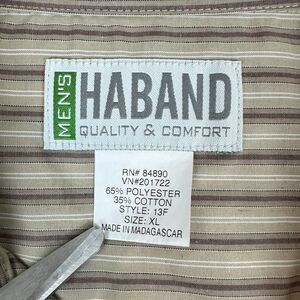 MEN'S
HABAND
QUALITY & COMFORT
RN# 84890
VN#201722
65% POLYESTER
35% COTTON
STYLE: 13F
SIZE: XL
MADE IN MADAGASCAR